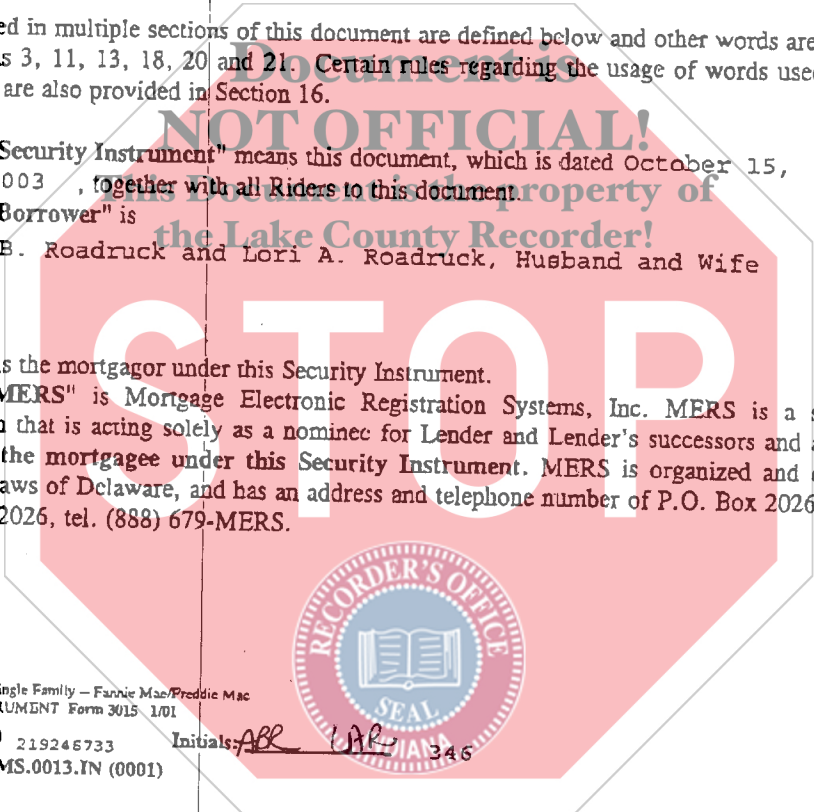 ed in multiple sections of this document are defined below and other words are
s 3, 11, 13, 18, 20 and 21. Certain rules regarding the usage of words used
are also provided in Section 16.
Document is
NOT OFFICIAL!
This Document is the property of
the Lake County Recorder!
Security Instrument" means this document, which is dated October 15,
003 , together with all Riders to this document.
Borrower" is
B. Roadruck and Lori A. Roadruck, Husband and Wife
STOP
s the mortgagor under this Security Instrument.
MERS" is Mortgage Electronic Registration Systems, Inc. MERS is a s
n that is acting solely as a nominee for Lender and Lender's successors and a
the mortgagee under this Security Instrument. MERS is organized and e
aws of Delaware, and has an address and telephone number of P.O. Box 2026
2026, tel. (888) 679-MERS.
RECORDER'S OFFICE
SEAL
INDIANA
ingle Family – Fannie Mae/Freddie Mac
RUMENT Form 3015 1/01
219246733 Initials: ABR LAR 346
MS.0013.IN (0001)